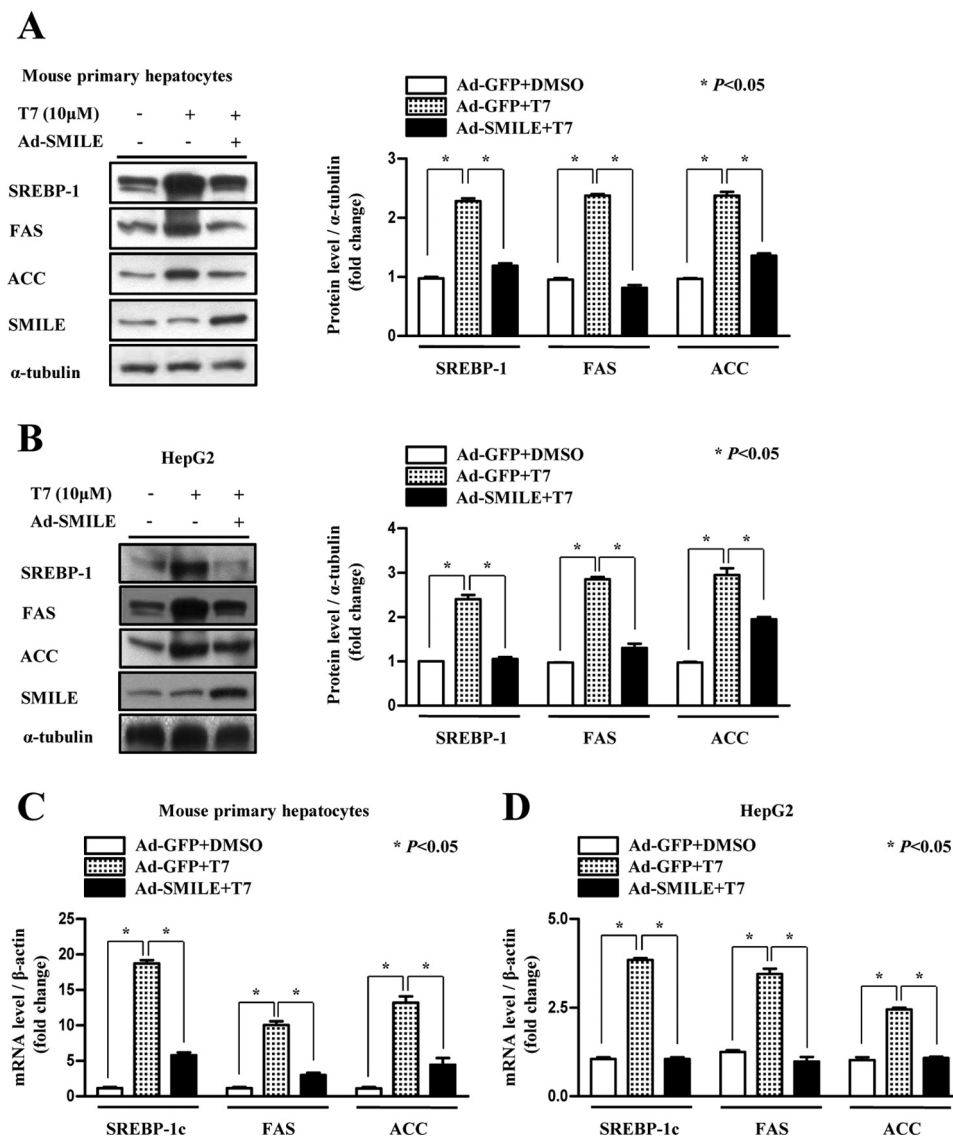 A
Mouse primary hepatocytes
T7 (10μM) - + +
Ad-SMILE - - +
SREBP-1
FAS
ACC
SMILE
α-tubulin
Ad-GFP+DMSO
Ad-GFP+T7
Ad-SMILE+T7
* P<0.05
Protein level / α-tubulin
(fold change)
3
2
1
0
* * * * * *
SREBP-1 FAS ACC
B
HepG2
T7 (10μM) - + +
Ad-SMILE - - +
SREBP-1
FAS
ACC
SMILE
α-tubulin
Ad-GFP+DMSO
Ad-GFP+T7
Ad-SMILE+T7
* P<0.05
Protein level / α-tubulin
(fold change)
4
3
2
1
0
* * * * * *
SREBP-1 FAS ACC
C
Mouse primary hepatocytes
Ad-GFP+DMSO
Ad-GFP+T7
Ad-SMILE+T7
* P<0.05
mRNA level / β-actin
(fold change)
25
20
15
10
5
0
* * * * * *
SREBP-1c FAS ACC
D
HepG2
Ad-GFP+DMSO
Ad-GFP+T7
Ad-SMILE+T7
* P<0.05
mRNA level / β-actin
(fold change)
5.0
2.5
0.0
* * * * * *
SREBP-1c FAS ACC